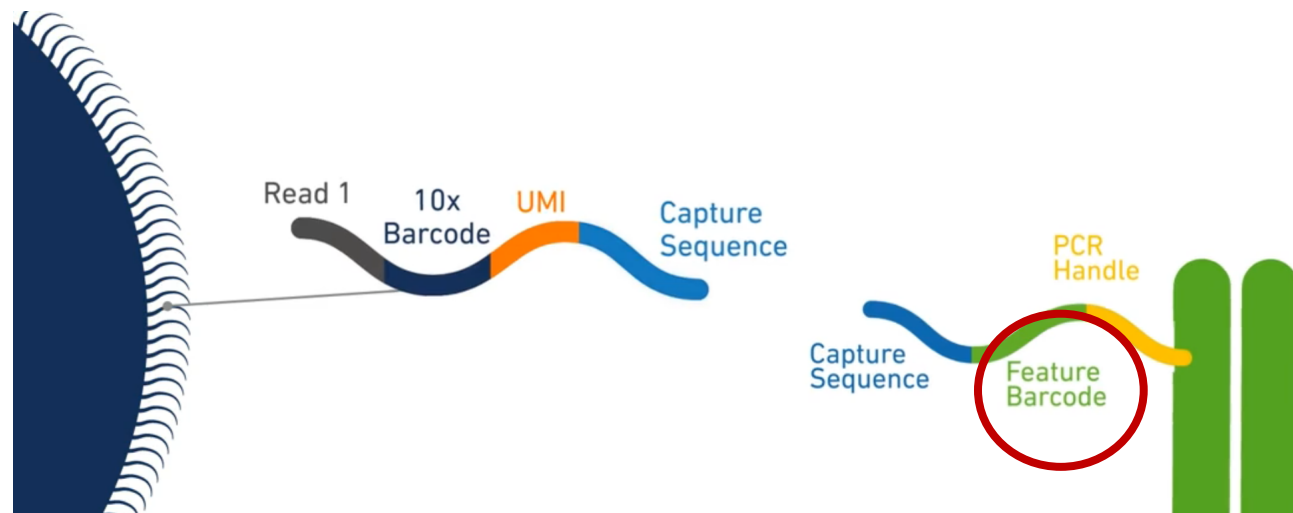 Read 1
10x
Barcode
UMI
Capture
Sequence
PCR
Handle
Capture
Sequence
Feature
Barcode